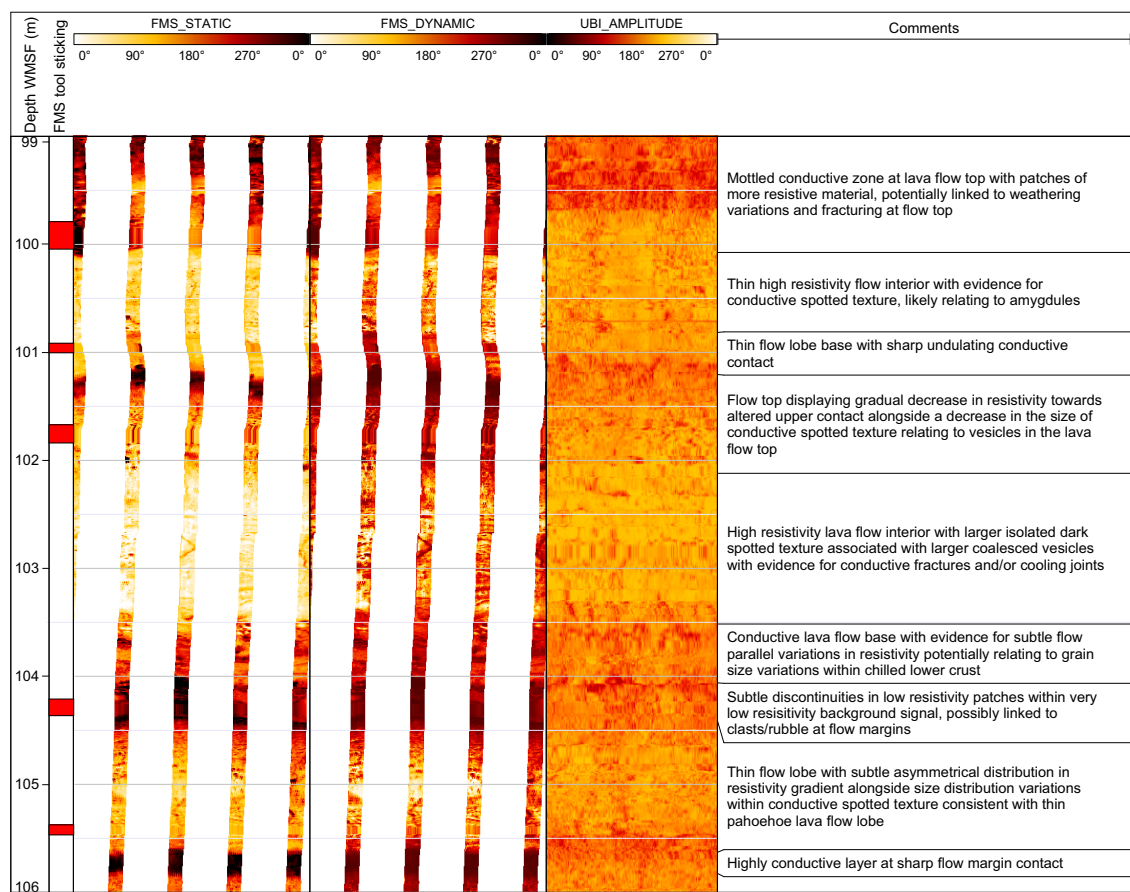 Depth WMSF (m)
FMS tool sticking
FMS_STATIC
FMS_DYNAMIC
UBI_AMPLITUDE
Comments
0° 90° 180° 270° 0°
0° 90° 180° 270° 0°
0° 90° 180° 270° 0°
99
100
101
102
103
104
105
106
Mottled conductive zone at lava flow top with patches of
more resistive material, potentially linked to weathering
variations and fracturing at flow top
Thin high resistivity flow interior with evidence for
conductive spotted texture, likely relating to amygdules
Thin flow lobe base with sharp undulating conductive
contact
Flow top displaying gradual decrease in resistivity towards
altered upper contact alongside a decrease in the size of
conductive spotted texture relating to vesicles in the lava
flow top
High resistivity lava flow interior with larger isolated dark
spotted texture associated with larger coalesced vesicles
with evidence for conductive fractures and/or cooling joints
Conductive lava flow base with evidence for subtle flow
parallel variations in resistivity potentially relating to grain
size variations within chilled lower crust
Subtle discontinuities in low resistivity patches within very
low resisitivity background signal, possibly linked to
clasts/rubble at flow margins
Thin flow lobe with subtle asymmetrical distribution in
resistivity gradient alongside size distribution variations
within conductive spotted texture consistent with thin
pahoehoe lava flow lobe
Highly conductive layer at sharp flow margin contact